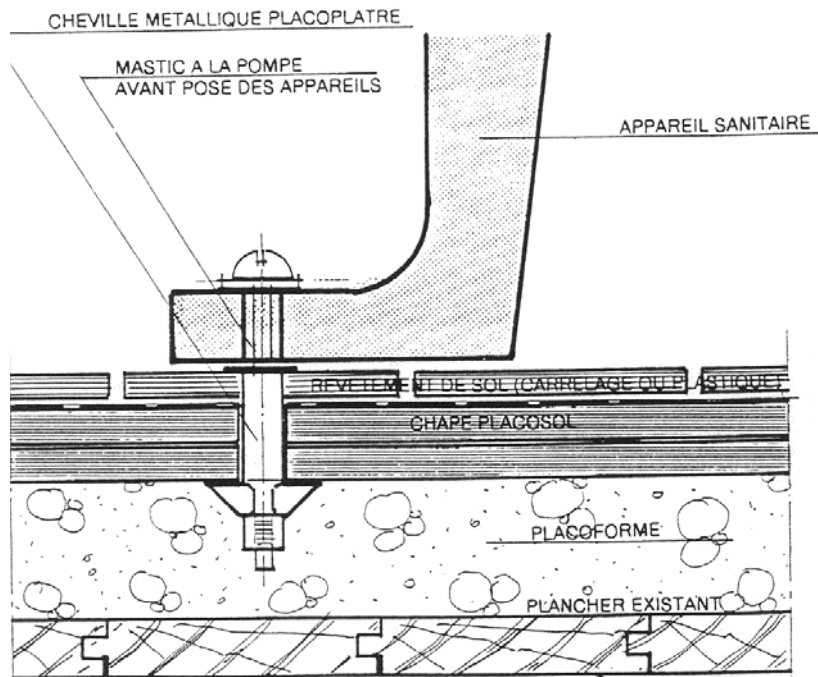 CHEVILLE METALLIQUE PLACOPLATRE
MASTIC A LA POMPE
AVANT POSE DES APPAREILS
APPAREIL SANITAIRE
REVETEMENT DE SOL (CARRELAGE OU PLASTIQUE)
CHAPE PLACOSOL
PLACOFORME
PLANCHER EXISTANT